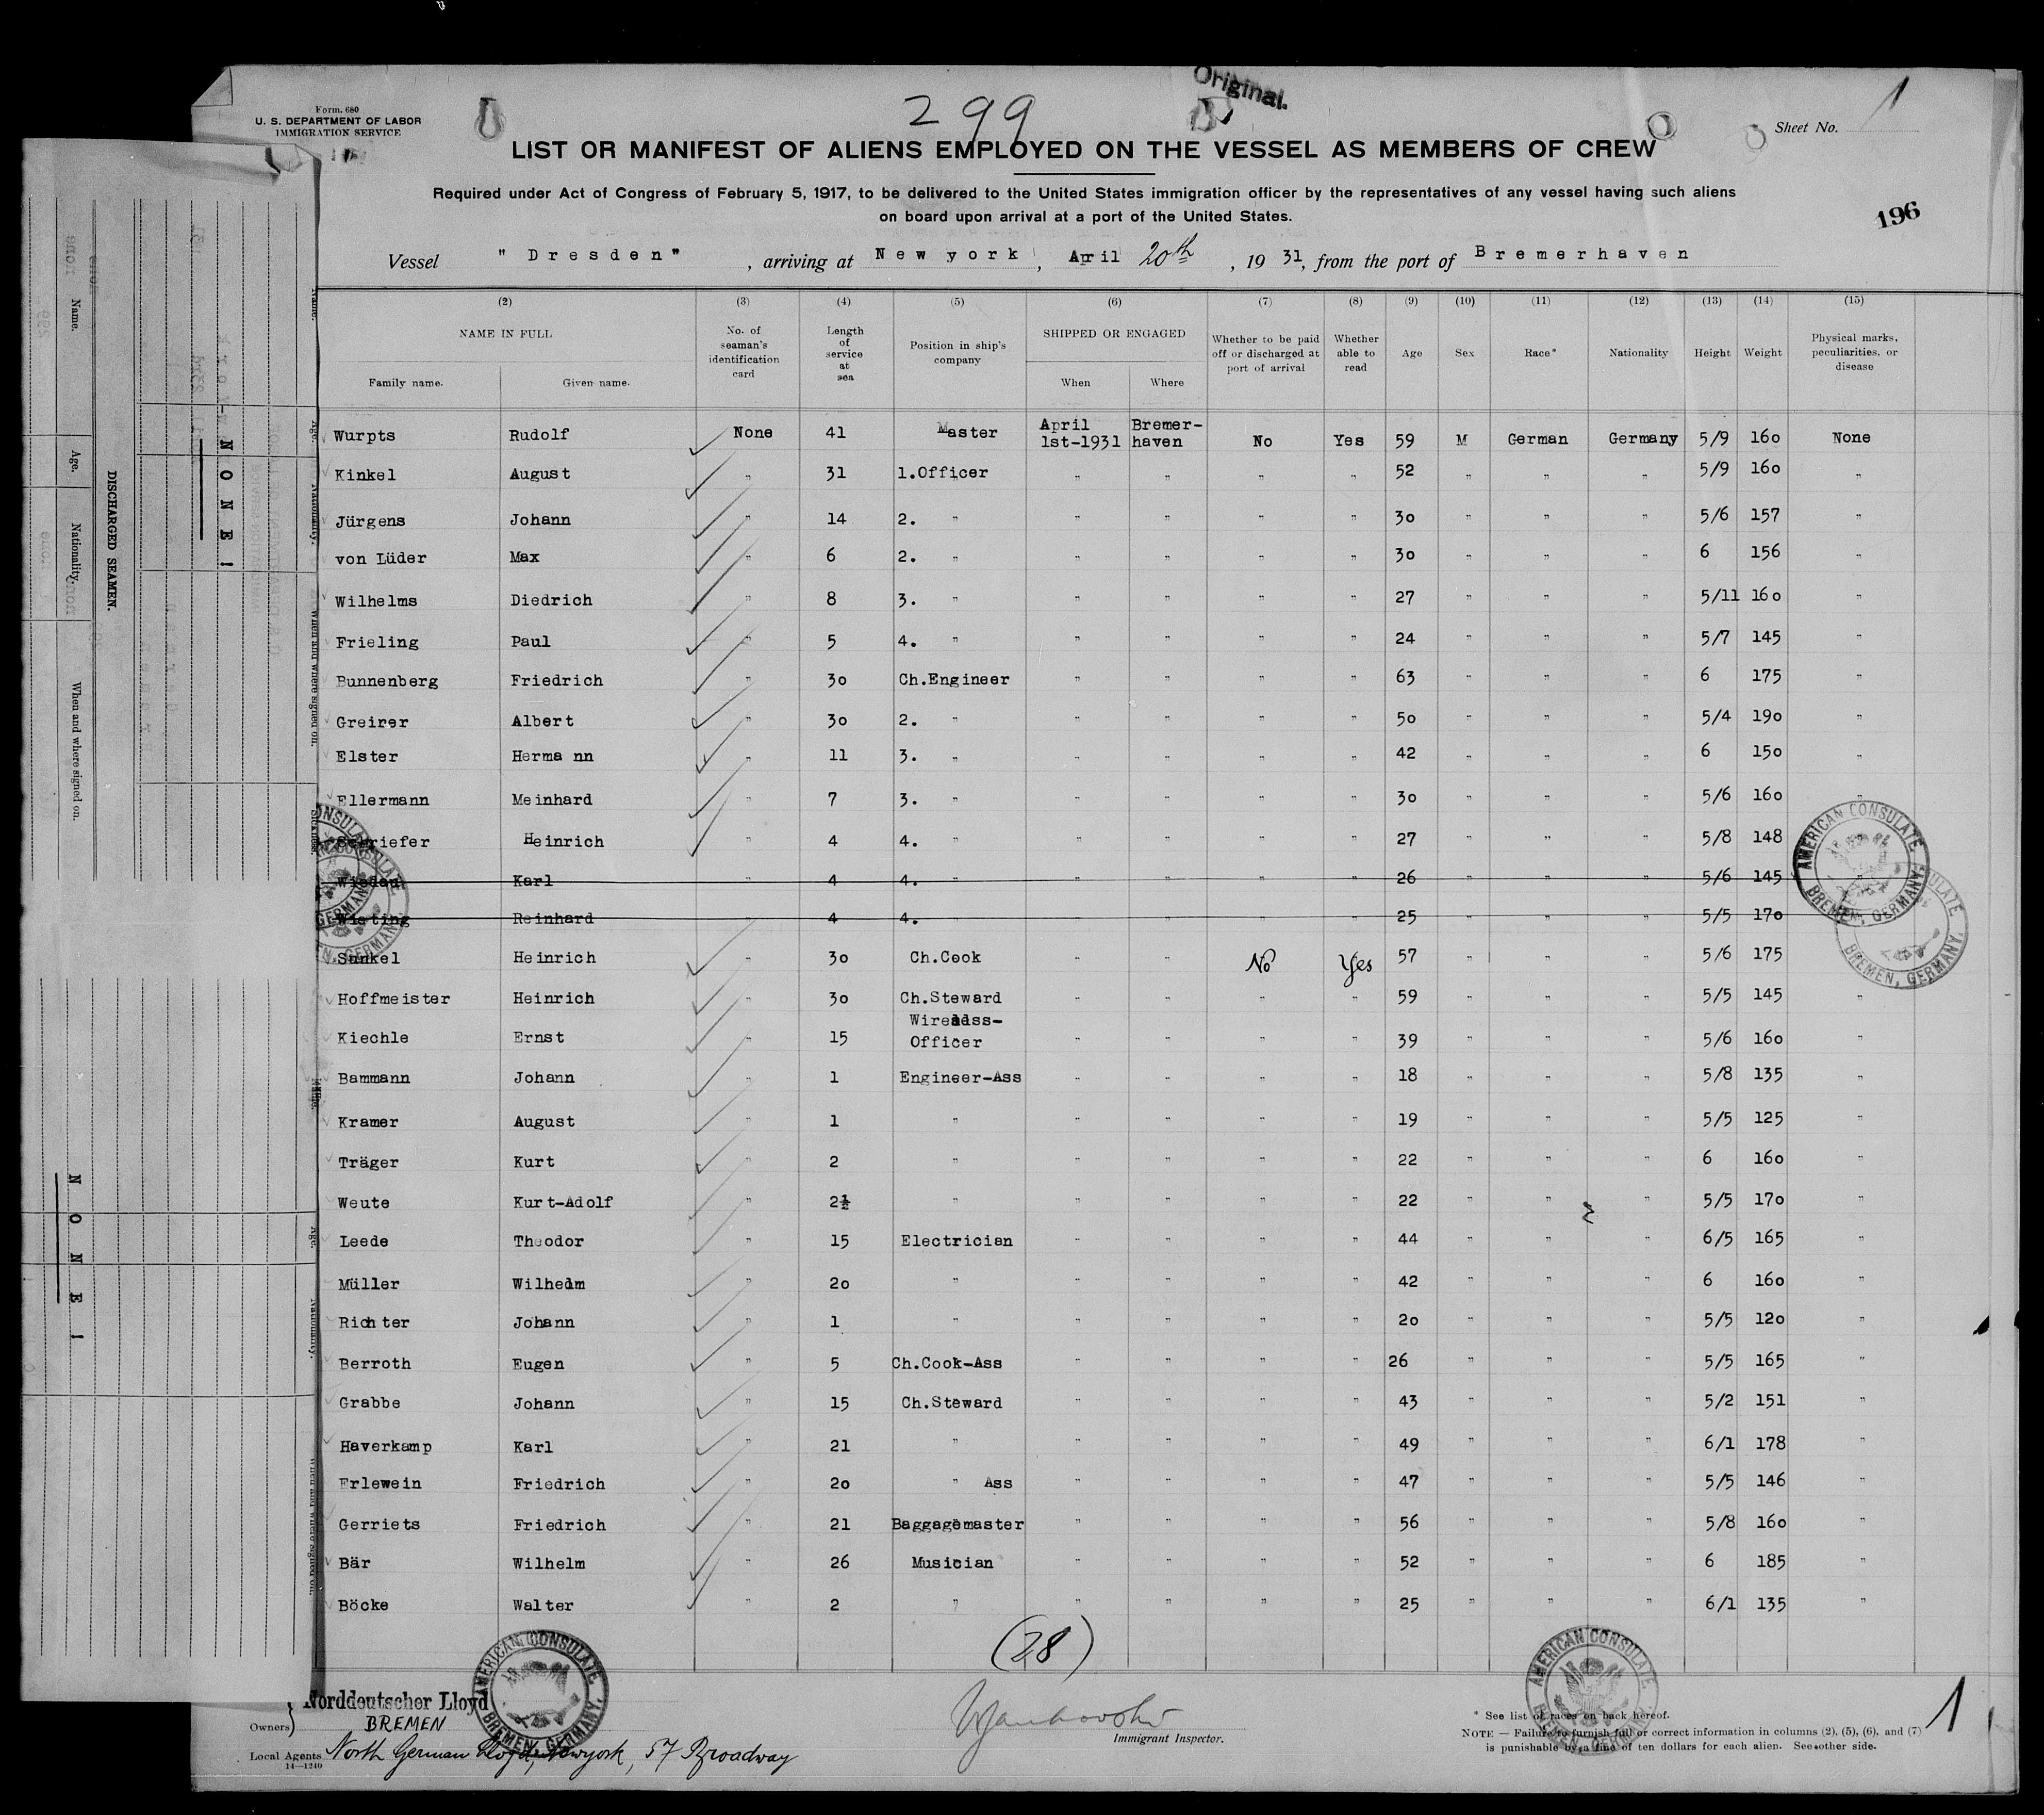 Original.
299
Form. 680
U. S. DEPARTMENT OF LABOR
IMMIGRATION SERVICE
Sheet No. 1
LIST OR MANIFEST OF ALIENS EMPLOYED ON THE VESSEL AS MEMBERS OF CREW
Required under Act of Congress of February 5, 1917, to be delivered to the United States immigration officer by the representatives of any vessel having such aliens
on board upon arrival at a port of the United States.
196
Vessel "Dresden", arriving at New york, April 20th, 1931, from the port of Bremerhaven
(2) (3) (4) (5) (6) (7) (8) (9) (10) (11) (12) (13) (14) (15)
NAME IN FULL Family name. Given name. No. of seaman's identification card Length of service at sea Position in ship's company SHIPPED OR ENGAGED When Where Whether to be paid off or discharged at port of arrival Whether able to read Age Sex Race* Nationality Height Weight Physical marks, peculiarities, or disease
Wurpts Rudolf None 41 Master April 1st-1931 Bremer-haven No Yes 59 M German Germany 5/9 160 None
Kinkel August " 31 1.Officer " " " " 52 " " " 5/9 160 "
Jürgens Johann " 14 2. " " " " " 30 " " " 5/6 157 "
von Lüder Max " 6 2. " " " " " 30 " " " 6 156 "
Wilhelms Diedrich " 8 3. " " " " " 27 " " " 5/11 160 "
Frieling Paul " 5 4. " " " " " 24 " " " 5/7 145 "
Bunnenberg Friedrich " 30 Ch.Engineer " " " " 63 " " " 6 175 "
Greirer Albert " 30 2. " " " " " 50 " " " 5/4 190 "
Elster Herma nn " 11 3. " " " " " 42 " " " 6 150 "
Ellermann Meinhard " 7 3. " " " " " 30 " " " 5/6 160 "
Schriefer Heinrich " 4 4. " " " " " 27 " " " 5/8 148
Karl " 4 4. " " " " " 26 " " " 5/6 145 "
Wieting Reinhard " 4 4. " " " " " 25 " " " 5/5 170
Sunkel Heinrich " 30 Ch.Cook " " No Yes 57 " " " 5/6 175
Hoffmeister Heinrich " 30 Ch.Steward " " " " 59 " " " 5/5 145 "
Kiechle Ernst " 15 Officer " " " " 39 " " " 5/6 160 "
Bammann Johann " 1 Engineer-Ass " " " " 18 " " " 5/8 135 "
Kramer August " 1 " " " " " 19 " " " 5/5 125 "
Träger Kurt " 2 " " " " " 22 " " " 6 160 "
Weute Kurt-Adolf " 2½ " " " " " 22 " " " 5/5 170 "
Leede Theodor " 15 Electrician " " " " 44 " " " 6/5 165 "
Müller Wilhelm " 20 " " " " " 42 " " " 6 160 "
Richter Johann " 1 " " " " " 20 " " " 5/5 120 "
Berroth Eugen " 5 Ch.Cook-Ass " " " " 26 " " " 5/5 165 "
Grabbe Johann " 15 Ch.Steward " " " " 43 " " " 5/2 151 "
Haverkamp Karl " 21 " " " " " 49 " " " 6/1 178 "
Erlewein Friedrich " 20 " Ass " " " " 47 " " " 5/5 146 "
Gerriets Friedrich " 21 Baggagemaster " " " " 56 " " " 5/8 160 "
Bär Wilhelm " 26 Musician " " " " 52 " " " 6 185 "
Böcke Walter " 2 " " " " " 25 " " " 6/1 135 "
(28)
Owners Norddeutscher Lloyd
BREMEN
Local Agents North German Lloyd, Newyork, 57 Broadway
14—1240
Immigrant Inspector.
* See list of races on back hereof.
NOTE — Failure to furnish full or correct information in columns (2), (5), (6), and (7)
is punishable by a fine of ten dollars for each alien. See other side.
1
AMERICAN CONSULATE
BREMEN, GERMANY.
AMERICAN CONSULATE
BREMEN, GERMANY.
AMERICAN CONSULATE
BREMEN, GERMANY.
BREMEN, GERMANY.
DISCHARGED SEAMEN.
Name.
Age.
Nationality.
When and where signed on.
NONE!
NONE!